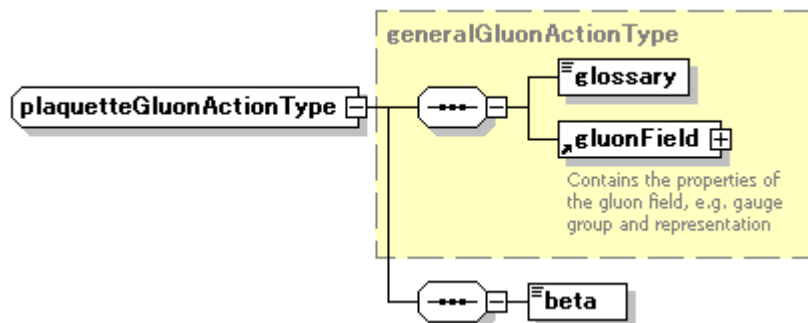 generalGluonActionType
glossary
plaquetteGluonActionType
gluonField
Contains the properties of
the gluon field, e.g. gauge
group and representation
beta